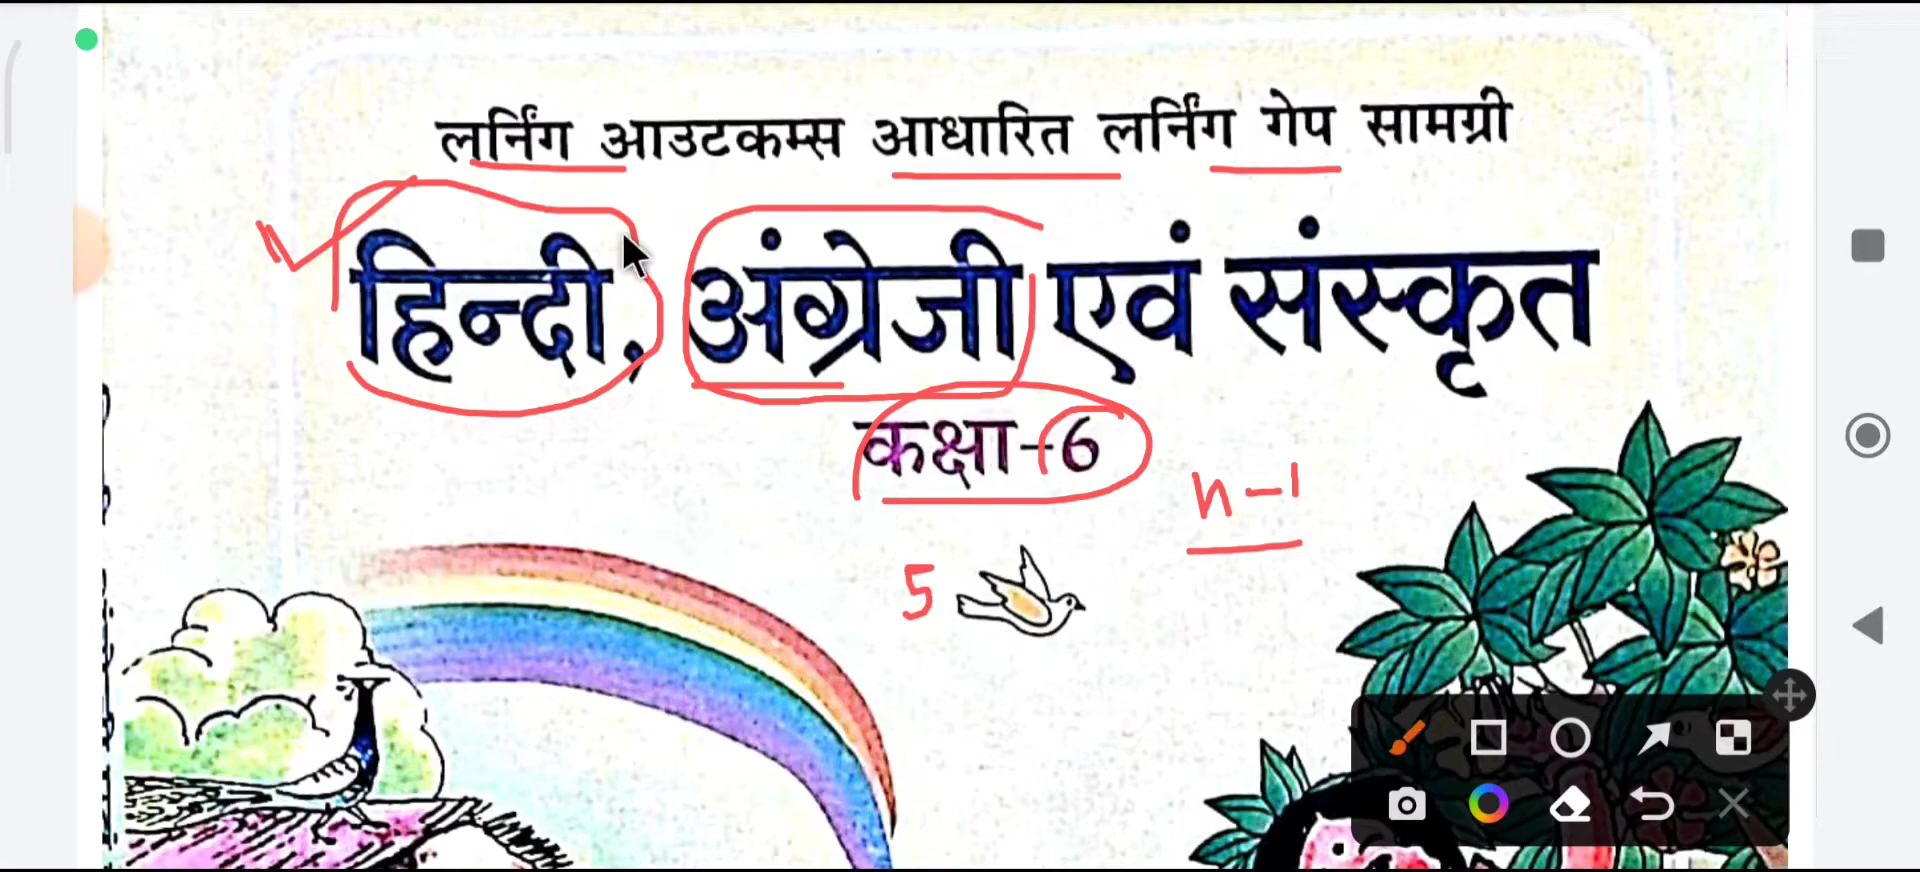 लर्निंग आउटकम्स आधारित लर्निंग गेप सामग्री
हिन्दी, अंग्रेजी एवं संस्कृत
कक्षा-6
n-1
5